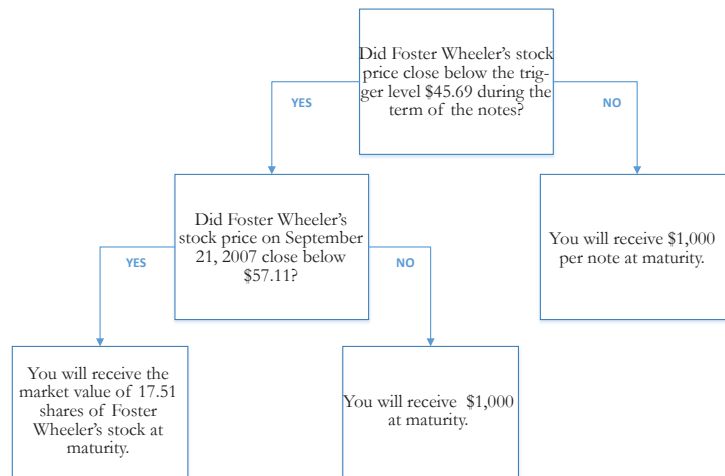 Did Foster Wheeler's stock
price close below the trig-
ger level $45.69 during the
term of the notes?
YES
NO
Did Foster Wheeler's
stock price on September
21, 2007 close below
$57.11?
You will receive $1,000
per note at maturity.
YES
NO
You will receive the
market value of 17.51
shares of Foster
Wheeler's stock at
maturity.
You will receive $1,000
at maturity.